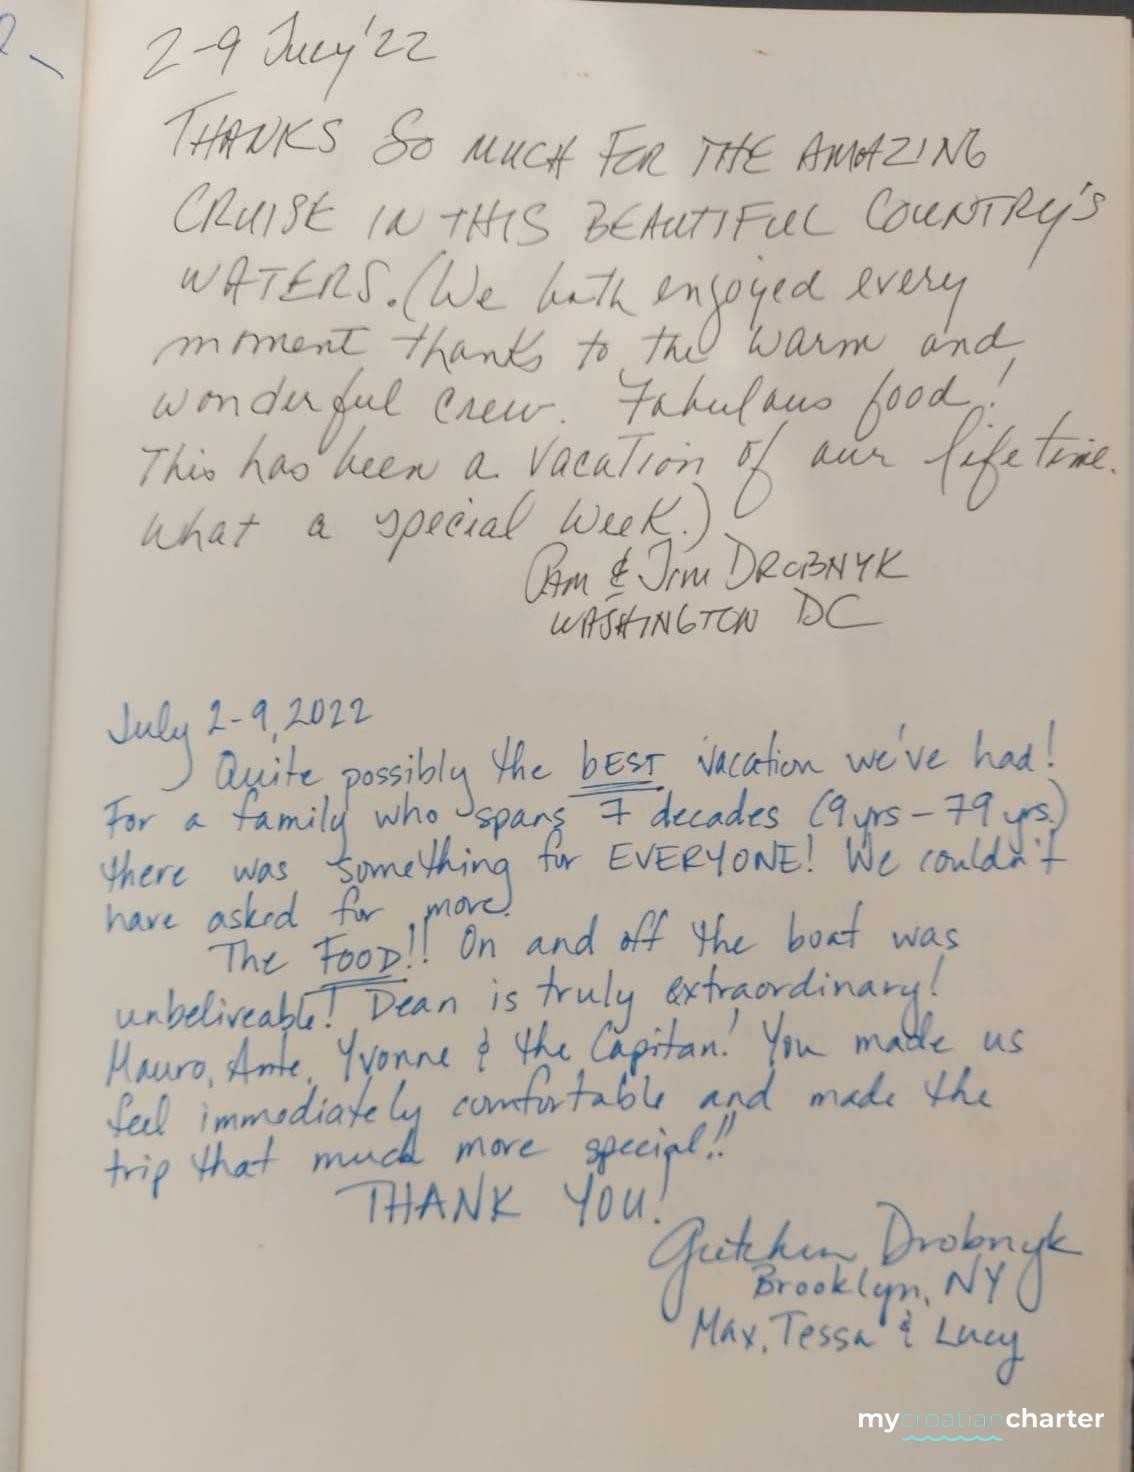 2-9 July '22
THANKS SO MUCH FOR THE AMAZING
CRUISE IN THIS BEAUTIFUL COUNTRY'S
WATERS. (We both enjoyed every
moment thanks to the warm and
wonderful crew. Fabulous food!
This has been a vacation of our lifetime.
What a special week.)
Pam & Jim DROBNYK
WASHINGTON DC
July 2-9, 2022
Quite possibly the bEST vacation we've had!
For a family who spans 7 decades (9yrs - 79 yrs.)
there was something for EVERYONE! We couldn't
have asked for more.
The FOOD!! On and off the boat was
unbeliveable! Dean is truly extraordinary!
Mauro, Ante, Yvonne & the Capitan! You made us
feel immediately comfortable and made the
trip that much more special!!
THANK YOU!
Gretchen Drobnyk
Brooklyn, NY
Max, Tessa & Lucy
mycroatiancharter